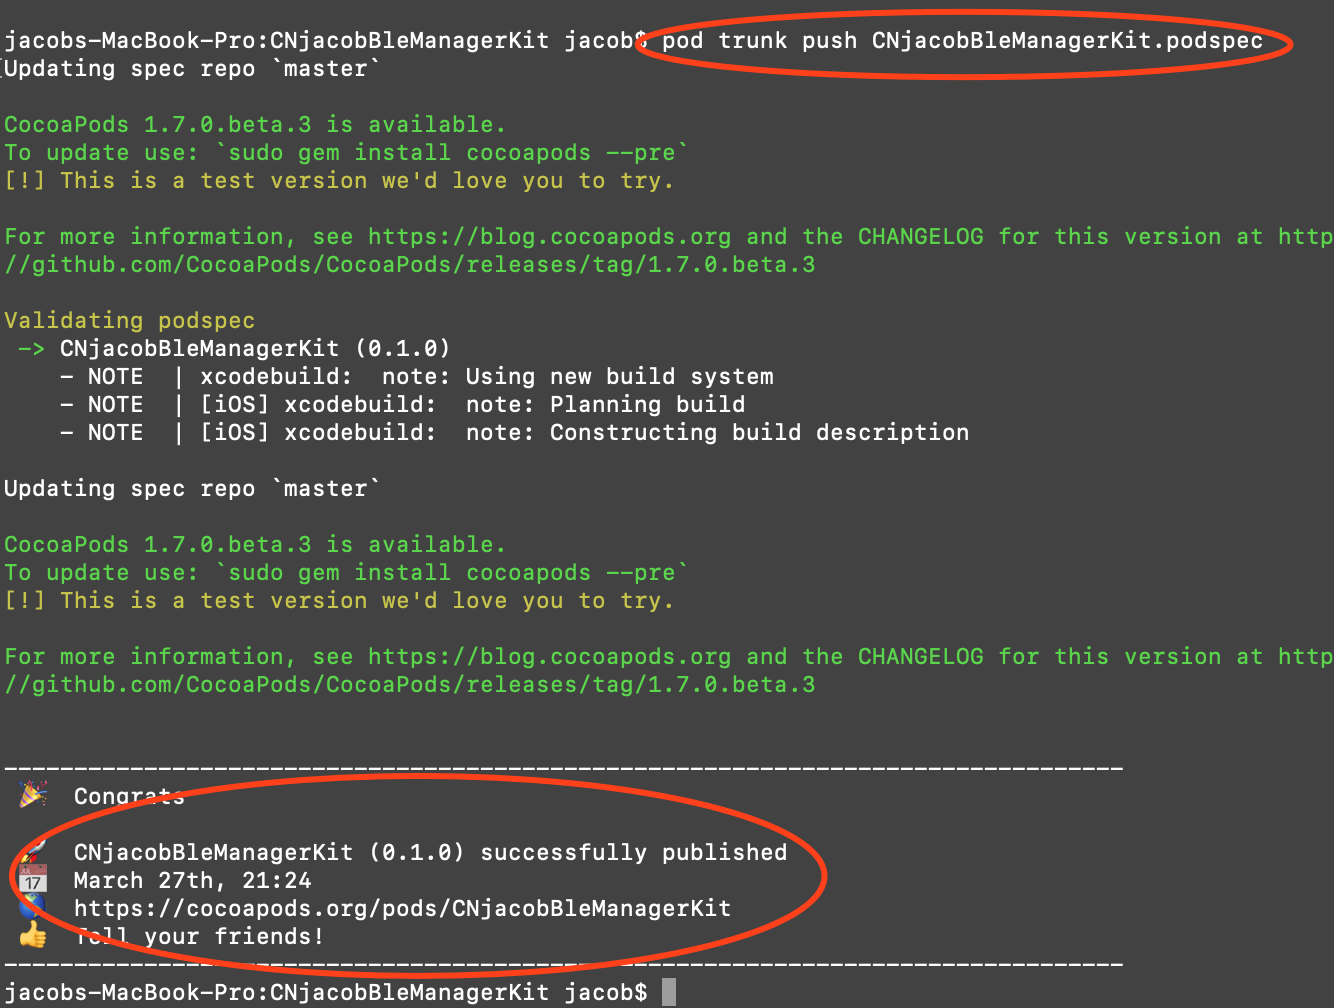 jacobs-MacBook-Pro:CNjacobBleManagerKit jacob$ pod trunk push CNjacobBleManagerKit.podspec
Updating spec repo `master`
CocoaPods 1.7.0.beta.3 is available.
To update use: `sudo gem install cocoapods --pre`
[!] This is a test version we'd love you to try.
For more information, see https://blog.cocoapods.org and the CHANGELOG for this version at http
//github.com/CocoaPods/CocoaPods/releases/tag/1.7.0.beta.3
Validating podspec
-> CNjacobBleManagerKit (0.1.0)
- NOTE  | xcodebuild:  note: Using new build system
- NOTE  | [iOS] xcodebuild:  note: Planning build
- NOTE  | [iOS] xcodebuild:  note: Constructing build description
Updating spec repo `master`
CocoaPods 1.7.0.beta.3 is available.
To update use: `sudo gem install cocoapods --pre`
[!] This is a test version we'd love you to try.
For more information, see https://blog.cocoapods.org and the CHANGELOG for this version at http
//github.com/CocoaPods/CocoaPods/releases/tag/1.7.0.beta.3
--------------------------------------------------------------------------------
🎉  Congrats
🚀  CNjacobBleManagerKit (0.1.0) successfully published
📅  March 27th, 21:24
🌎  https://cocoapods.org/pods/CNjacobBleManagerKit
👍  Tell your friends!
--------------------------------------------------------------------------------
jacobs-MacBook-Pro:CNjacobBleManagerKit jacob$